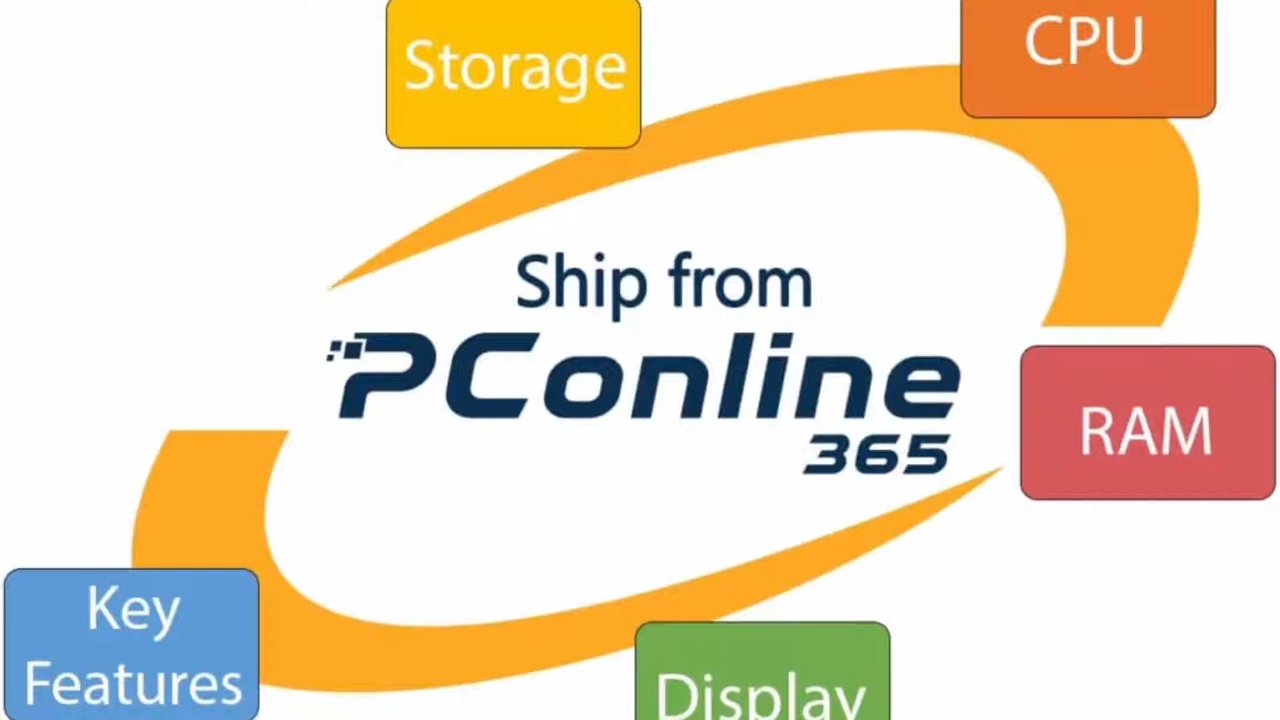 Storage
CPU
Ship from
PConline
365
RAM
Key
Features
Display